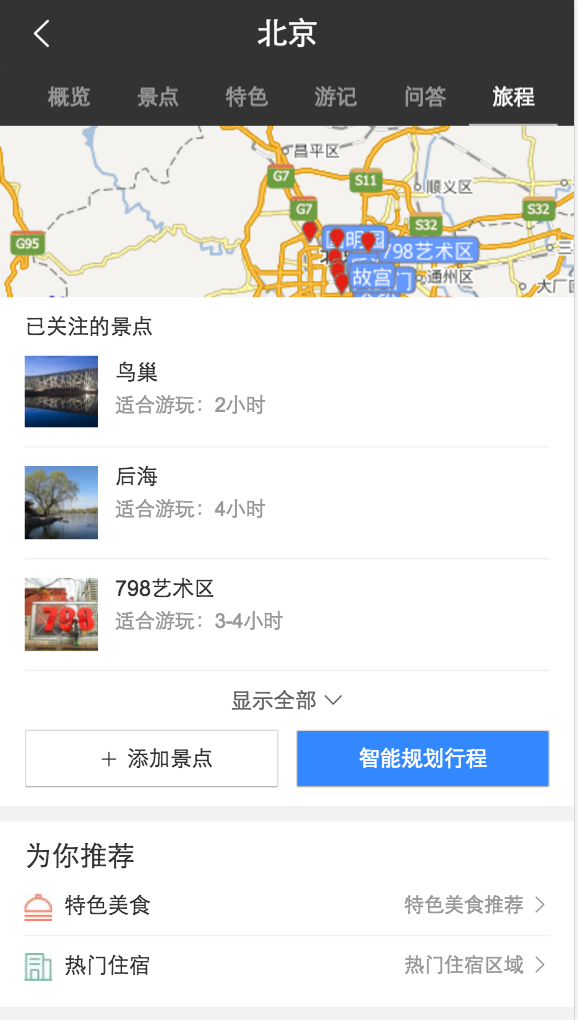 北京
概览 景点 特色 游记 问答 旅程
昌平区
G7
S11
顺义区
G7
S32
S32
G95
圆明园
798艺术区
三
故宫
通州区
大厂
已关注的景点
鸟巢
适合游玩：2小时
后海
适合游玩：4小时
798艺术区
适合游玩：3-4小时
798
显示全部
＋ 添加景点
智能规划行程
为你推荐
特色美食
特色美食推荐
热门住宿
热门住宿区域